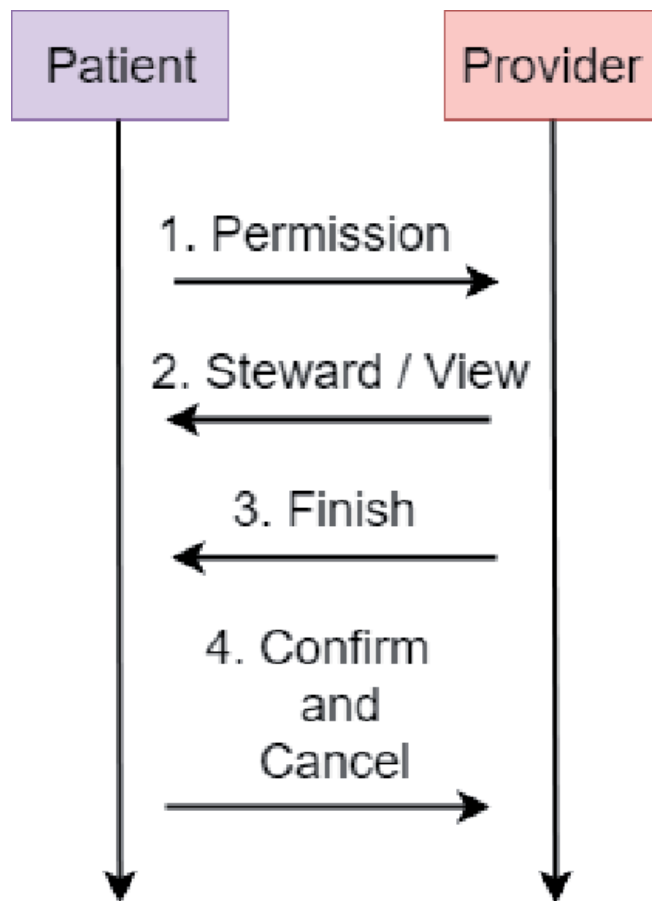 Patient
Provider
1. Permission
2. Steward / View
3. Finish
4. Confirm
and
Cancel